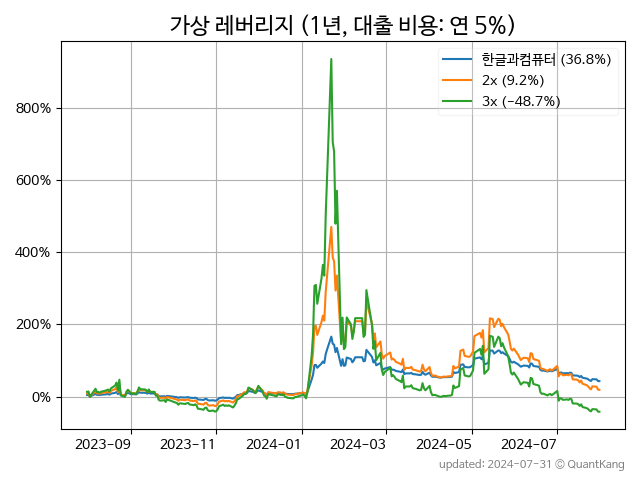 가상 레버리지 (1년, 대출 비용: 연 5%)
한글과컴퓨터 (36.8%)
2x (9.2%)
3x (-48.7%)
800%
600%
400%
200%
0%
2023-09 2023-11 2024-01 2024-03 2024-05 2024-07
updated: 2024-07-31 © QuantKang